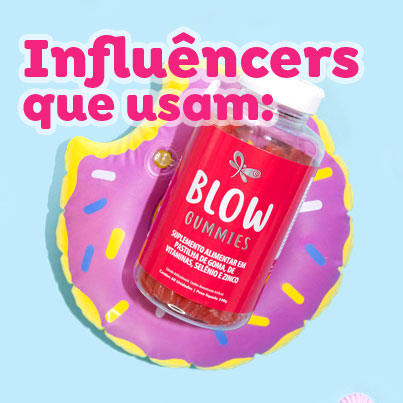 Influêncers
que usam:
BLOW
GUMMIES
SUPLEMENTO ALIMENTAR EM
PASTILHA DE GOMA, DE
VITAMINAS, SELÊNIO E ZINCO